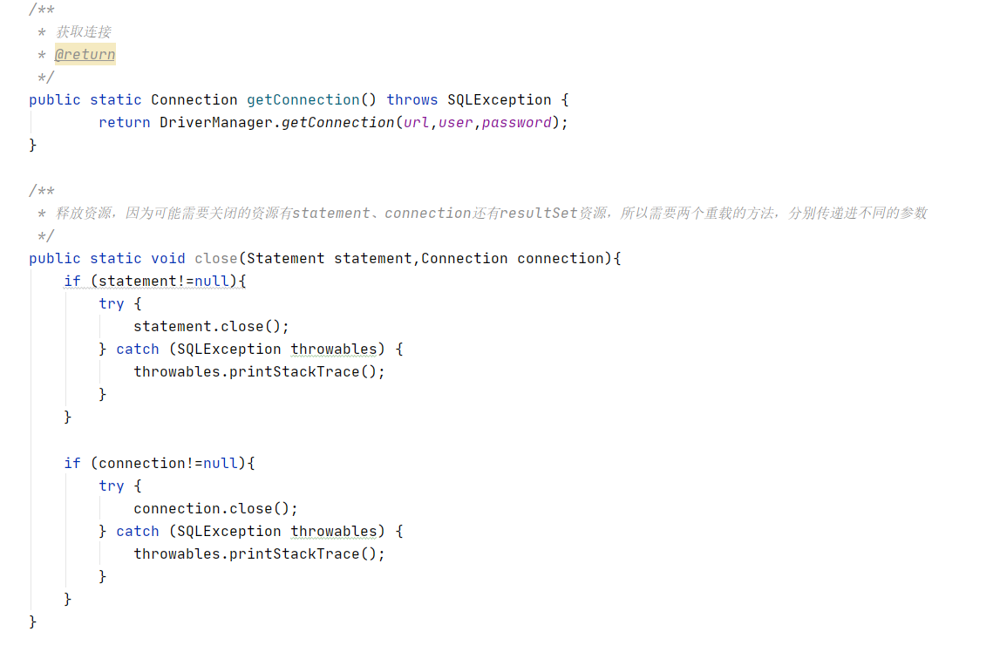 /**
 * 获取连接
 * @return
 */
public static Connection getConnection() throws SQLException {
        return DriverManager.getConnection(url,user,password);
}
/**
 * 释放资源，因为可能需要关闭的资源有statement、connection还有resultSet资源，所以需要两个重载的方法，分别传递进不同的参数
 */
public static void close(Statement statement,Connection connection){
    if (statement!=null){
        try {
            statement.close();
        } catch (SQLException throwables) {
            throwables.printStackTrace();
        }
    }
    if (connection!=null){
        try {
            connection.close();
        } catch (SQLException throwables) {
            throwables.printStackTrace();
        }
    }
}